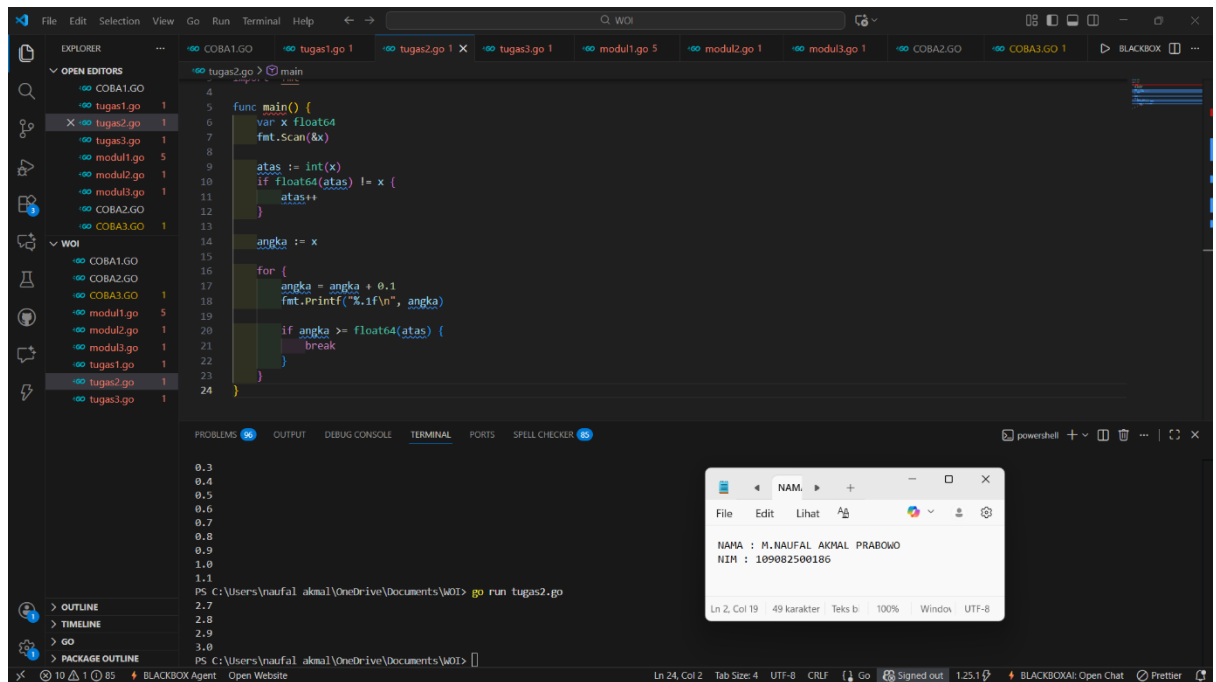 File Edit Selection View Go Run Terminal Help WOI
EXPLORER
COBA1.GO tugas1.go 1 tugas2.go 1 tugas3.go 1 modul1.go 5 modul2.go 1 modul3.go 1 COBA2.GO COBA3.GO 1 BLACKBOX
OPEN EDITORS
COBA1.GO
tugas1.go 1
tugas2.go 1
tugas3.go 1
modul1.go 5
modul2.go 1
modul3.go 1
COBA2.GO
COBA3.GO 1
WOI
COBA1.GO
COBA2.GO
COBA3.GO 1
modul1.go 5
modul2.go 1
modul3.go 1
tugas1.go 1
tugas2.go 1
tugas3.go 1
OUTLINE
TIMELINE
GO
PACKAGE OUTLINE
tugas2.go > main
4
5 func main() {
6 var x float64
7 fmt.Scan(&x)
8
9 atas := int(x)
10 if float64(atas) != x {
11 atas++
12 }
13
14 angka := x
15
16 for {
17 angka = angka + 0.1
18 fmt.Printf("%.1f\n", angka)
19
20 if angka >= float64(atas) {
21 break
22 }
23 }
24 }
PROBLEMS 96 OUTPUT DEBUG CONSOLE TERMINAL PORTS SPELL CHECKER 85 powershell
0.3
0.4
0.5
0.6
0.7
0.8
0.9
1.0
1.1
PS C:\Users\naufal akmal\OneDrive\Documents\WOI> go run tugas2.go
2.7
2.8
2.9
3.0
PS C:\Users\naufal akmal\OneDrive\Documents\WOI>
NAM.
File Edit Lihat
NAMA : M.NAUFAL AKMAL PRABOWO
NIM : 109082500186
Ln 2, Col 19 49 karakter Teks b 100% Window UTF-8
10 1 85 BLACKBOX Agent Open Website Ln 24, Col 2 Tab Size: 4 UTF-8 CRLF Go Signed out 1.25.1 BLACKBOXAI: Open Chat Prettier